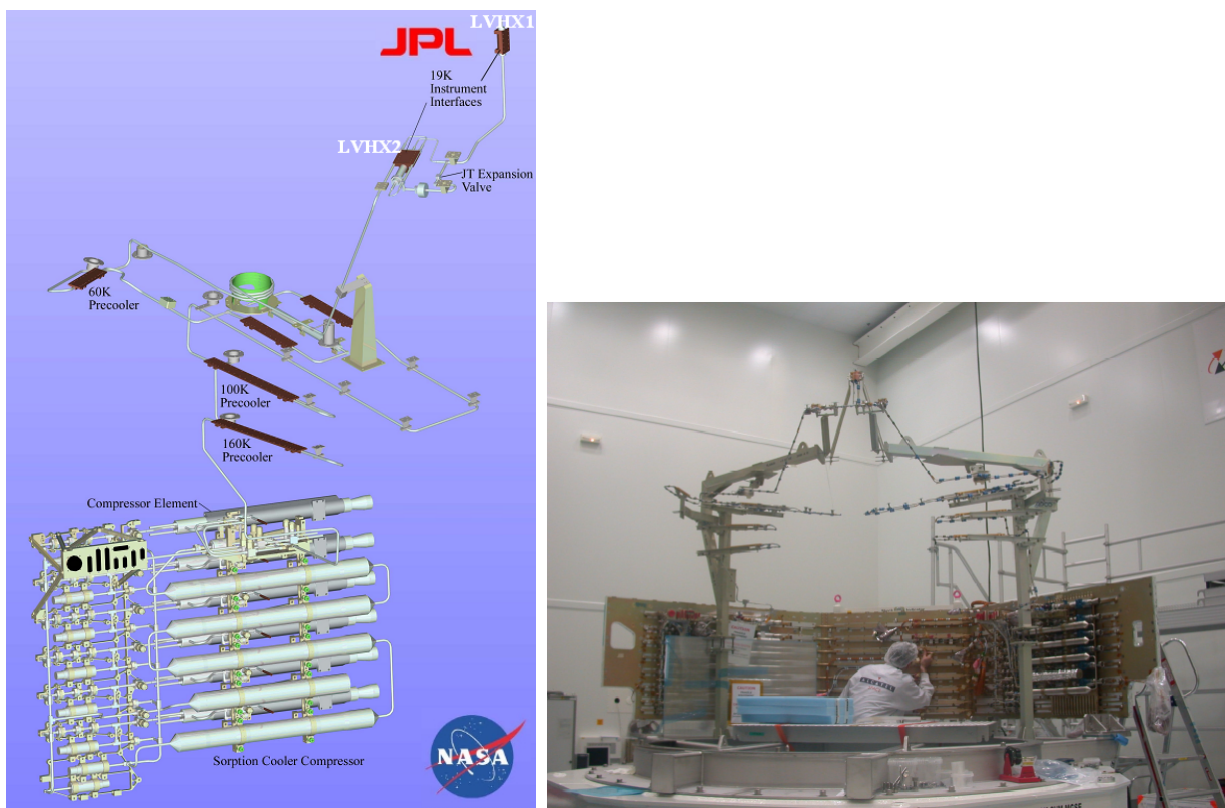 LVHX1
JPL
19K
Instrument
Interfaces
LVHX2
JT Expansion
Valve
60K
Precooler
100K
Precooler
160K
Precooler
Compressor Element
Sorption Cooler Compressor
NASA
ALCATEL